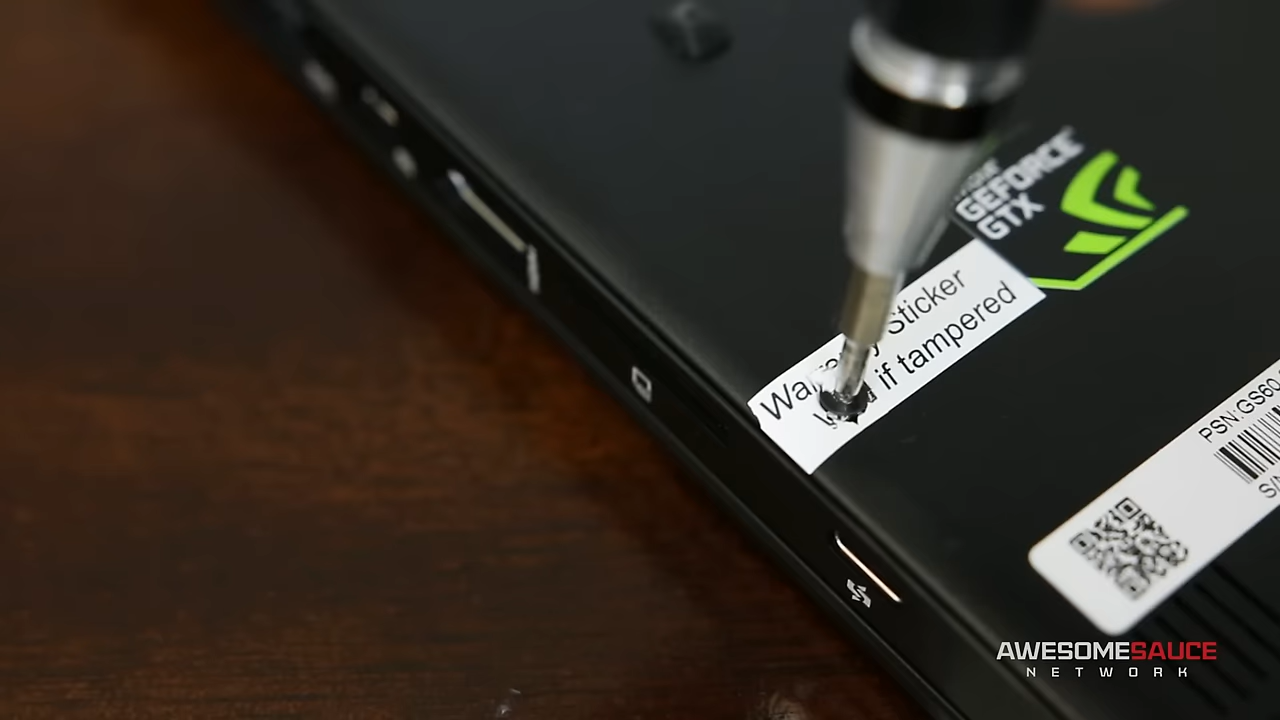 GEFORCE
GTX
Sticker
if tampered
PSN:GS60
S/N
AWESOMESAUCE
NETWORK